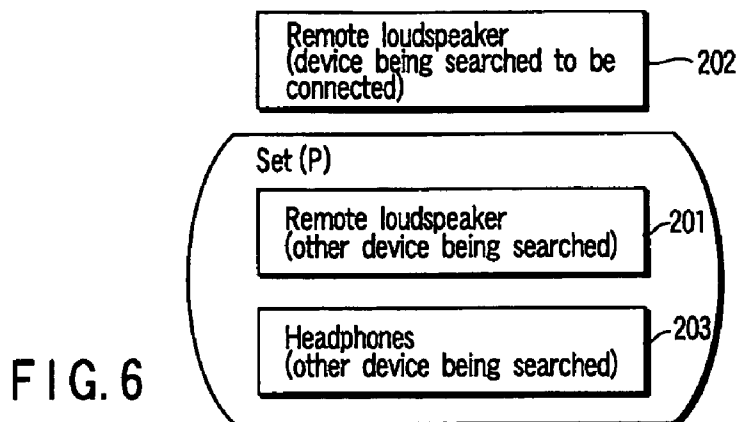 Remote loudspeaker
(device being searched to be
connected)
202
Set (P)
Remote loudspeaker
(other device being searched)
201
Headphones
(other device being searched)
203
FIG. 6